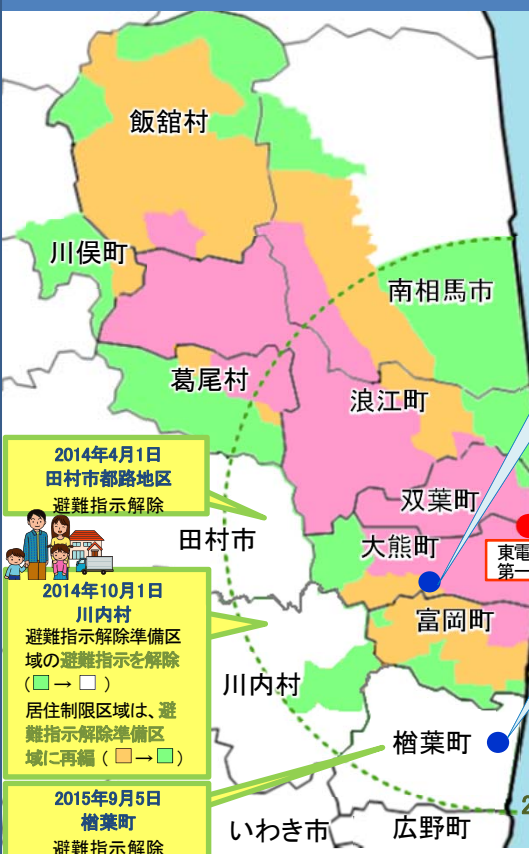 飯舘村
川俣町
南相馬市
葛尾村
浪江町
2014年4月1日
田村市都路地区
避難指示解除
双葉町
田村市
大熊町
東電
第一
2014年10月1日
川内村
避難指示解除準備区
域の避難指示を解除
(□→□)
居住制限区域は、避
難指示解除準備区
域に再編(□→□)
富岡町
川内村
楢葉町
2015年9月5日
楢葉町
避難指示解除
2
いわき市
広野町